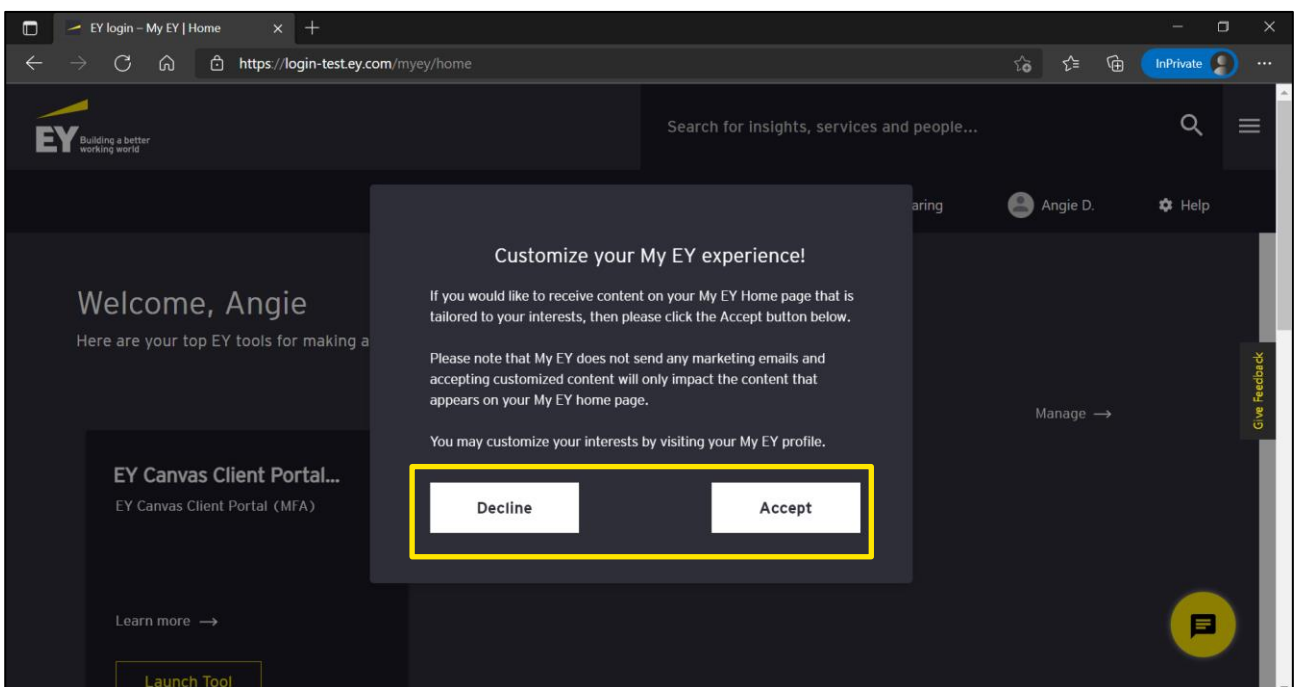 EY login – My EY | Home
https://login-test.ey.com/myey/home
InPrivate
EY Building a better
working world
Search for insights, services and people...
aring
Angie D.
Help
Customize your My EY experience!
If you would like to receive content on your My EY Home page that is
tailored to your interests, then please click the Accept button below.
Please note that My EY does not send any marketing emails and
accepting customized content will only impact the content that
appears on your My EY home page.
You may customize your interests by visiting your My EY profile.
Decline
Accept
Welcome, Angie
Here are your top EY tools for making a
Manage →
Give Feedback
EY Canvas Client Portal...
EY Canvas Client Portal (MFA)
Learn more →
Launch Tool